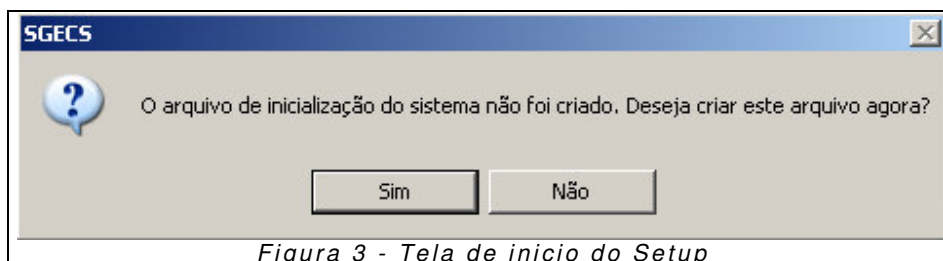 SGECS
O arquivo de inicialização do sistema não foi criado. Deseja criar este arquivo agora?
Sim
Não
Figura 3 - Tela de inicio do Setup